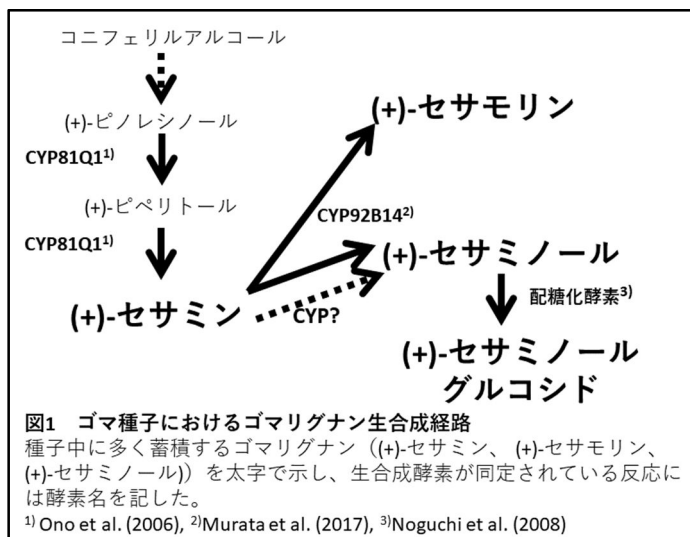 コニフェリルアルコール
(+)-ピノレシノール
CYP81Q1¹⁾
(+)-ピペリトール
CYP81Q1¹⁾
(+)-セサミン
(+)-セサモリン
CYP92B14²⁾
(+)-セサミノール
CYP?
配糖化酵素³⁾
(+)-セサミノール
グルコシド
図1 ゴマ種子におけるゴマリグナン生合成経路
種子中に多く蓄積するゴマリグナン（(+)-セサミン、 (+)-セサモリン、
(+)-セサミノール)）を太字で示し、生合成酵素が同定されている反応に
は酵素名を記した。
¹⁾ Ono et al. (2006), ²⁾Murata et al. (2017), ³⁾Noguchi et al. (2008)